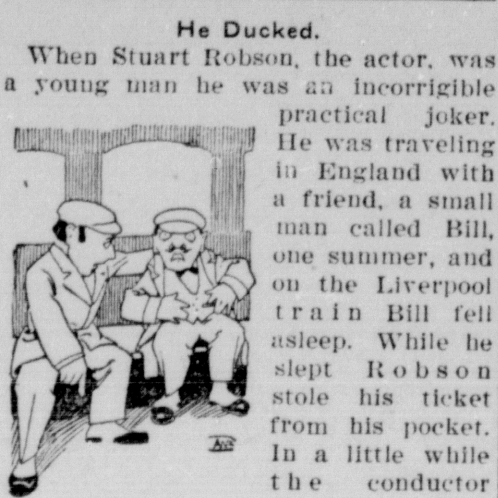 He Ducked.
When Stuart Robson, the actor, was
a young man he was an incorrigible
practical joker.
He was traveling
in England with
a friend, a small
man called Bill,
one summer, and
on the Liverpool
train Bill fell
asleep. While he
slept Robson
stole his ticket
from his pocket.
In a little while
the conductor